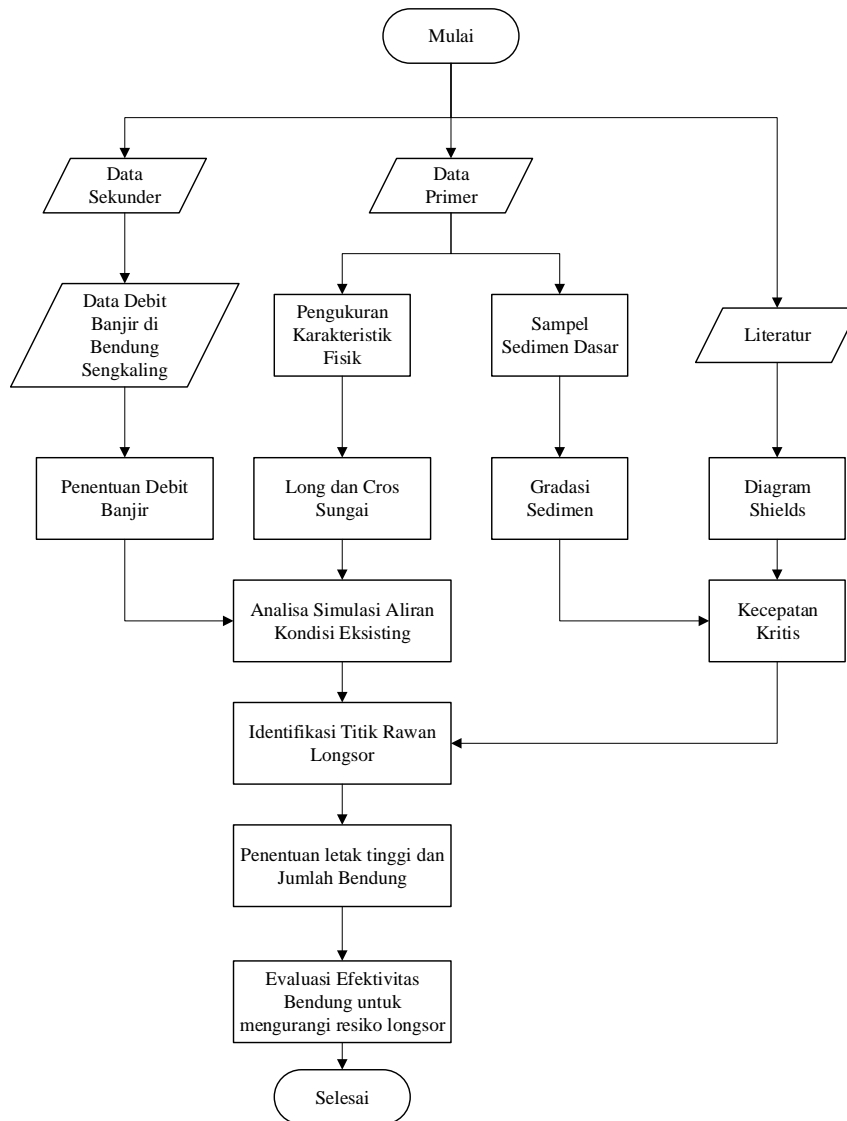 Mulai
Data
Sekunder
Data
Primer
Data Debit
Banjir di
Bendung
Sengkaling
Pengukuran
Karakteristik
Fisik
Sampel
Sedimen Dasar
Literatur
Penentuan Debit
Banjir
Long dan Cros
Sungai
Gradasi
Sedimen
Diagram
Shields
Analisa Simulasi Aliran
Kondisi Eksisting
Kecepatan
Kritis
Identifikasi Titik Rawan
Longsor
Penentuan letak tinggi dan
Jumlah Bendung
Evaluasi Efektivitas
Bendung untuk
mengurangi resiko longsor
Selesai